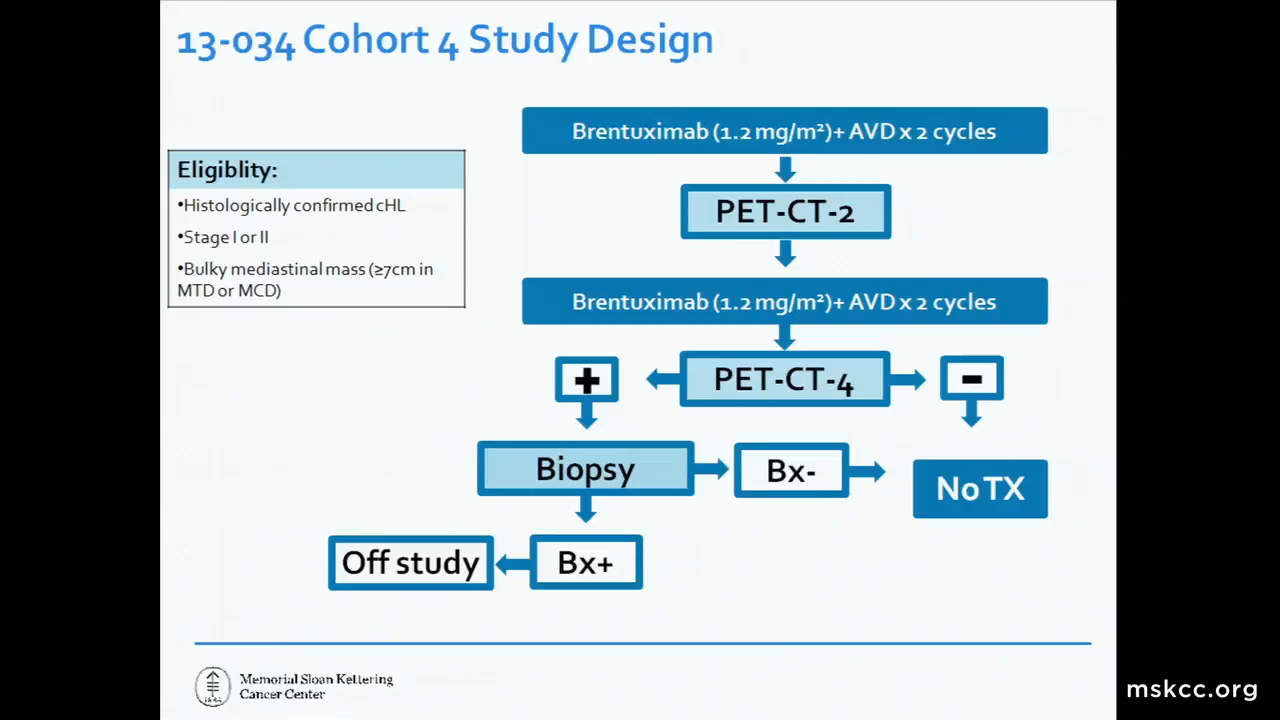 13-034 Cohort 4 Study Design
Eligiblity:
•Histologically confirmed cHL
•Stage I or II
•Bulky mediastinal mass (≥7cm in
MTD or MCD)
Brentuximab (1.2 mg/m²)+ AVD x 2 cycles
PET-CT-2
Brentuximab (1.2 mg/m²)+ AVD x 2 cycles
+
PET-CT-4
-
Biopsy
Bx-
No TX
Off study
Bx+
Memorial Sloan Kettering
Cancer Center
mskcc.org